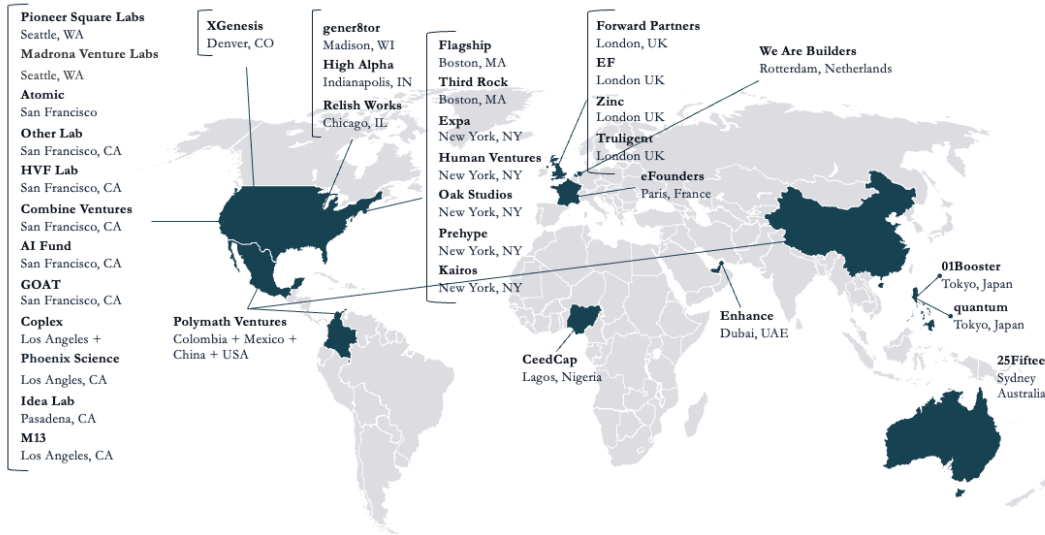 Pioneer Square Labs
Seattle, WA
Madrona Venture Labs
Seattle, WA
Atomic
San Francisco
Other Lab
San Francisco, CA
HVF Lab
San Francisco, CA
Combine Ventures
San Francisco, CA
AI Fund
San Francisco, CA
GOAT
San Francisco, CA
Coplex
Los Angeles +
Phoenix Science
Los Angles, CA
Idea Lab
Pasadena, CA
M13
Los Angeles, CA
XGenesis
Denver, CO
gener8tor
Madison, WI
High Alpha
Indianapolis, IN
Relish Works
Chicago, IL
Flagship
Boston, MA
Third Rock
Boston, MA
Expa
New York, NY
Human Ventures
New York, NY
Oak Studios
New York, NY
Prehype
New York, NY
Kairos
New York, NY
Forward Partners
London, UK
EF
London UK
Zinc
London UK
Truligent
London UK
We Are Builders
Rotterdam, Netherlands
eFounders
Paris, France
Polymath Ventures
Colombia + Mexico +
China + USA
CeedCap
Lagos, Nigeria
Enhance
Dubai, UAE
01Booster
Tokyo, Japan
quantum
Tokyo, Japan
25Fiftee
Sydney
Australia